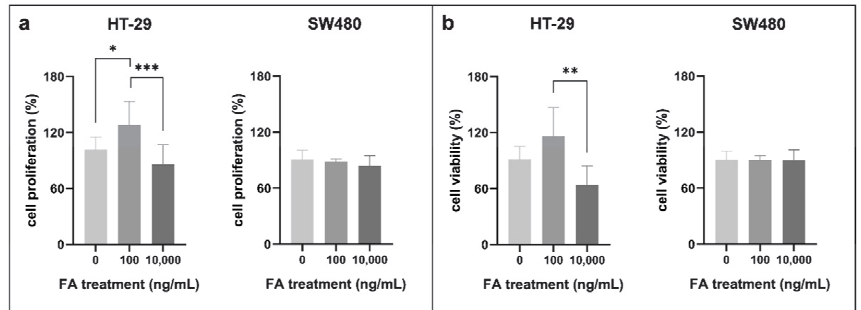 a
HT-29
SW480
*
***
180
120
60
0
cell proliferation (%)
0 100 10,000
FA treatment (ng/mL)
180
120
60
0
cell proliferation (%)
0 100 10,000
FA treatment (ng/mL)
b
HT-29
SW480
**
180
120
60
0
cell viability (%)
0 100 10,000
FA treatment (ng/mL)
180
120
60
0
cell viability (%)
0 100 10,000
FA treatment (ng/mL)